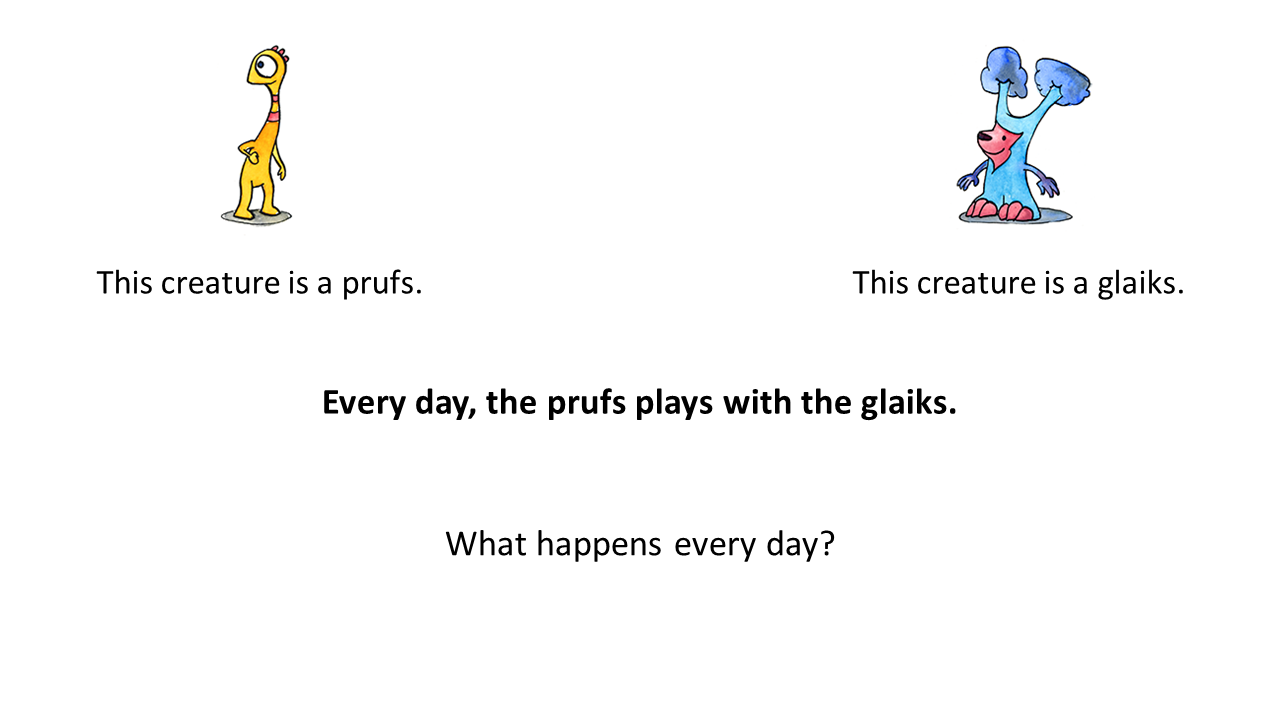 This creature is a prufs.
This creature is a glaiks.
Every day, the prufs plays with the glaiks.
What happens every day?